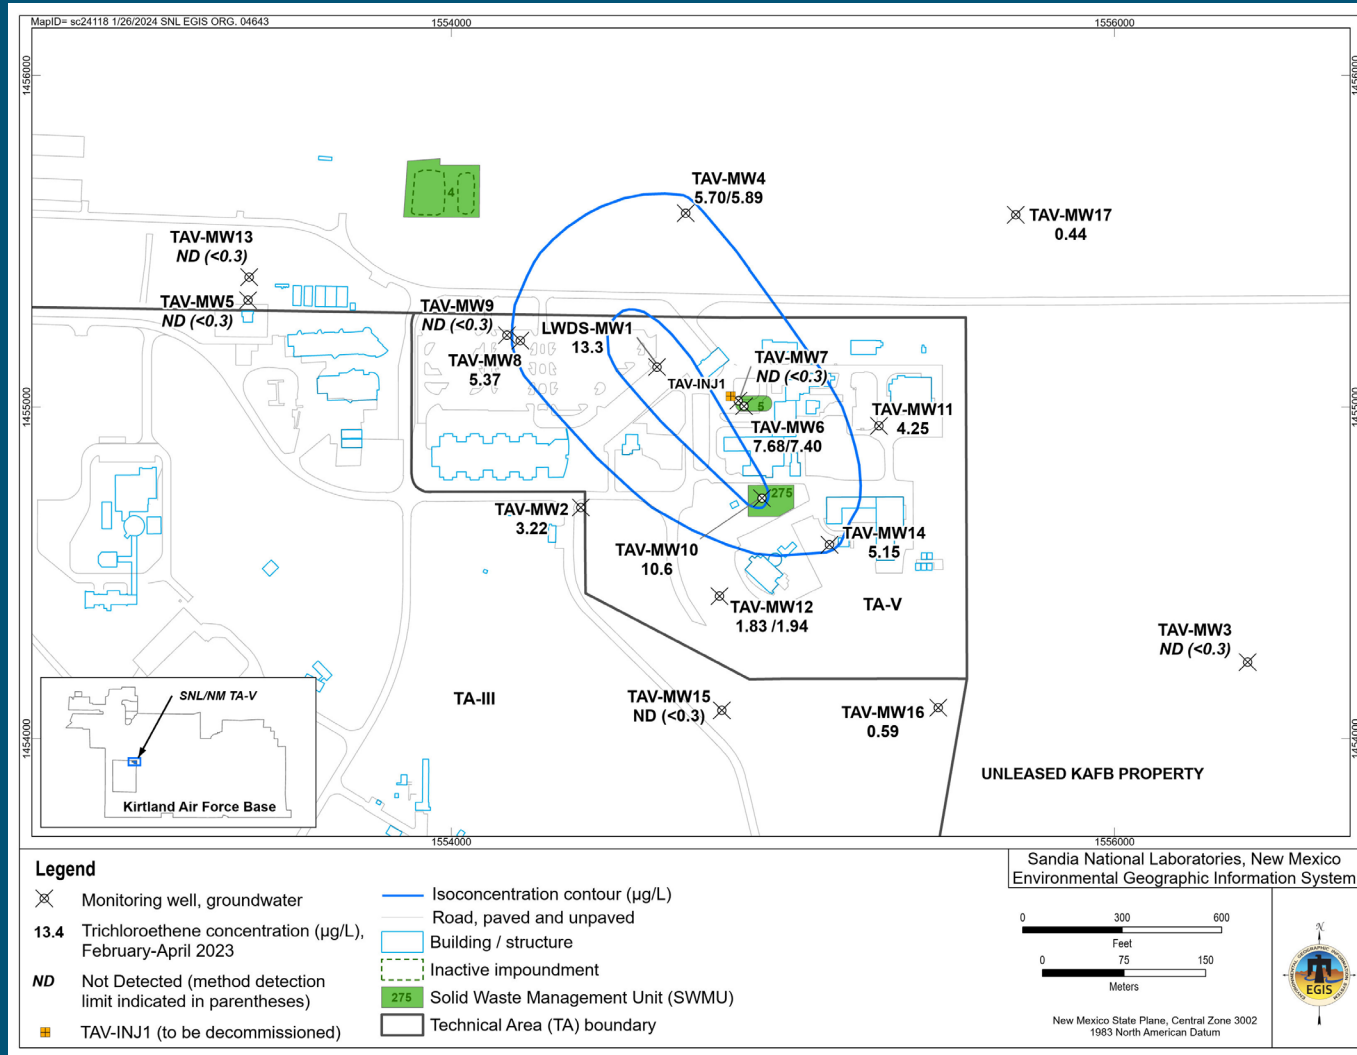 MapID= sc24118 1/26/2024 SNL EGIS ORG. 04643
1554000
1556000
1456000
1456000
4
TAV-MW4
5.70/5.89
TAV-MW17
0.44
TAV-MW13
ND (<0.3)
TAV-MW5
ND (<0.3)
TAV-MW9
ND (<0.3)
LWDS-MW1
13.3
TAV-MW8
5.37
TAV-MW7
ND (<0.3)
TAV-INJ1
5
1455000
1455000
TAV-MW11
4.25
TAV-MW6
7.68/7.40
275
TAV-MW2
3.22
TAV-MW14
5.15
TAV-MW10
10.6
TAV-MW12
1.83 /1.94
TA-V
TAV-MW3
ND (<0.3)
SNL/NM TA-V
Kirtland Air Force Base
TA-III
TAV-MW15
ND (<0.3)
TAV-MW16
0.59
1454000
1454000
UNLEASED KAFB PROPERTY
1554000
1556000
Legend
Monitoring well, groundwater
13.4 Trichloroethene concentration (µg/L),
February-April 2023
ND Not Detected (method detection
limit indicated in parentheses)
TAV-INJ1 (to be decommissioned)
Isoconcentration contour (µg/L)
Road, paved and unpaved
Building / structure
Inactive impoundment
275 Solid Waste Management Unit (SWMU)
Technical Area (TA) boundary
Sandia National Laboratories, New Mexico
Environmental Geographic Information System
0 300 600
Feet
0 75 150
Meters
New Mexico State Plane, Central Zone 3002
1983 North American Datum
N
ENVIRONMENTAL GEOGRAPHIC INFORMATION SYSTEM
EGIS